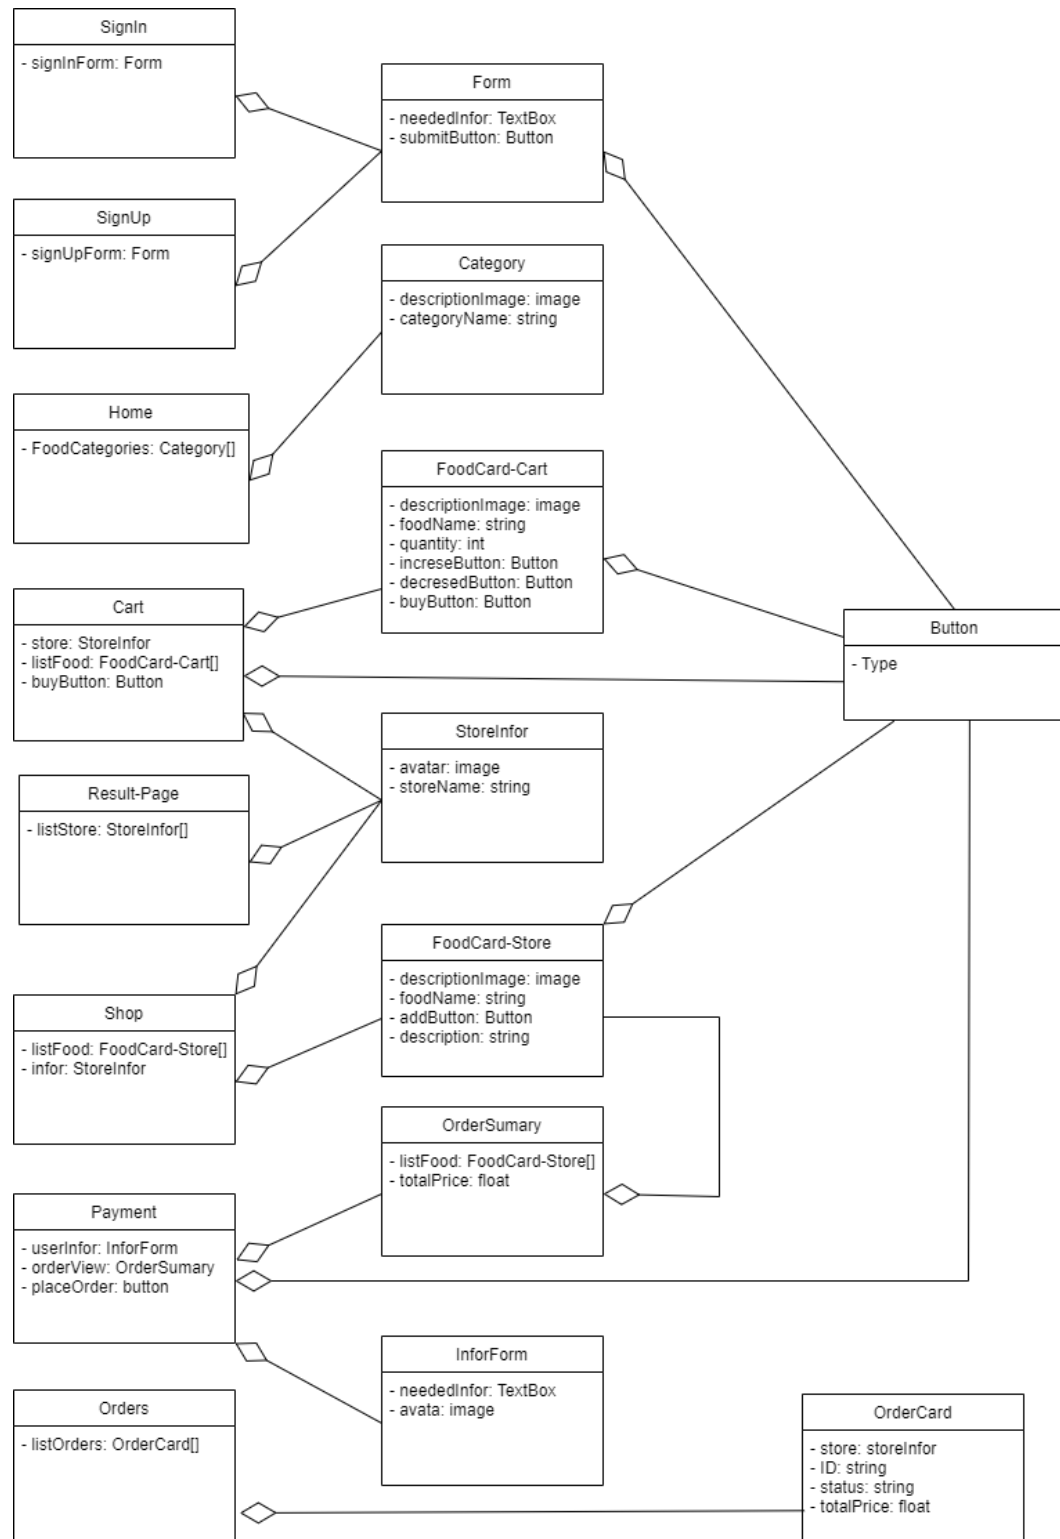 SignIn
- signInForm: Form
Form
- neededInfor: TextBox
- submitButton: Button
SignUp
- signUpForm: Form
Category
- descriptionImage: image
- categoryName: string
Home
- FoodCategories: Category[]
FoodCard-Cart
- descriptionImage: image
- foodName: string
- quantity: int
- increseButton: Button
- decresedButton: Button
- buyButton: Button
Cart
- store: StoreInfor
- listFood: FoodCard-Cart[]
- buyButton: Button
Button
- Type
StoreInfor
- avatar: image
- storeName: string
Result-Page
- listStore: StoreInfor[]
FoodCard-Store
- descriptionImage: image
- foodName: string
- addButton: Button
- description: string
Shop
- listFood: FoodCard-Store[]
- infor: StoreInfor
OrderSumary
- listFood: FoodCard-Store[]
- totalPrice: float
Payment
- userInfor: InforForm
- orderView: OrderSumary
- placeOrder: button
InforForm
- neededInfor: TextBox
- avata: image
Orders
- listOrders: OrderCard[]
OrderCard
- store: storeInfor
- ID: string
- status: string
- totalPrice: float